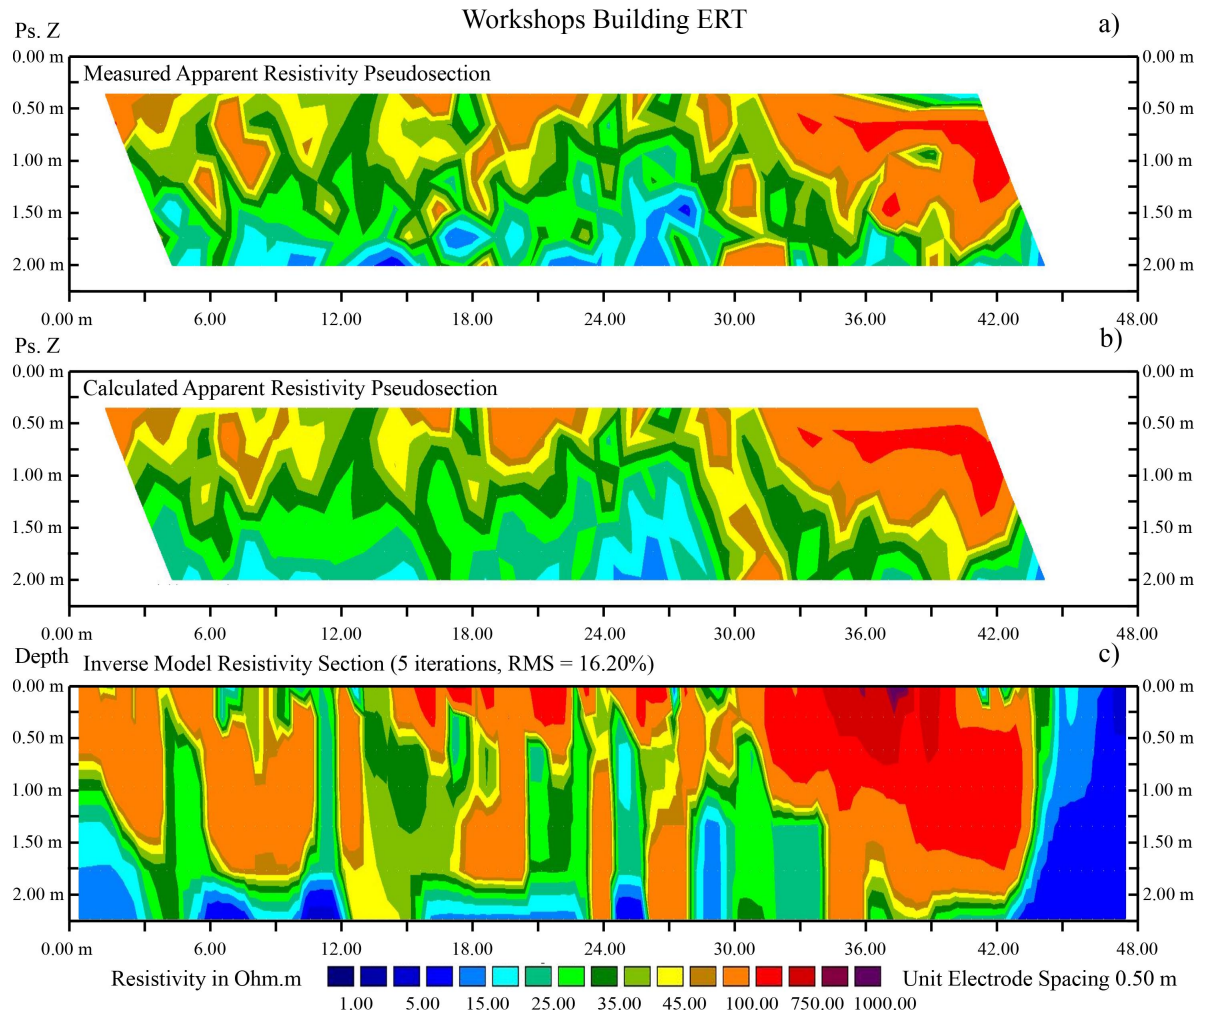 Workshops Building ERT
Ps. Z
a)
0.00 m 0.00 m
Measured Apparent Resistivity Pseudosection
0.50 m 0.50 m
1.00 m 1.00 m
1.50 m 1.50 m
2.00 m 2.00 m
0.00 m 6.00 12.00 18.00 24.00 30.00 36.00 42.00 48.00
Ps. Z
b)
0.00 m 0.00 m
Calculated Apparent Resistivity Pseudosection
0.50 m 0.50 m
1.00 m 1.00 m
1.50 m 1.50 m
2.00 m 2.00 m
0.00 m 6.00 12.00 18.00 24.00 30.00 36.00 42.00 48.00
Depth
Inverse Model Resistivity Section (5 iterations, RMS = 16.20%)
c)
0.00 m 0.00 m
0.50 m 0.50 m
1.00 m 1.00 m
1.50 m 1.50 m
2.00 m 2.00 m
0.00 m 6.00 12.00 18.00 24.00 30.00 36.00 42.00 48.00
Resistivity in Ohm.m
Unit Electrode Spacing 0.50 m
1.00 5.00 15.00 25.00 35.00 45.00 100.00 750.00 1000.00